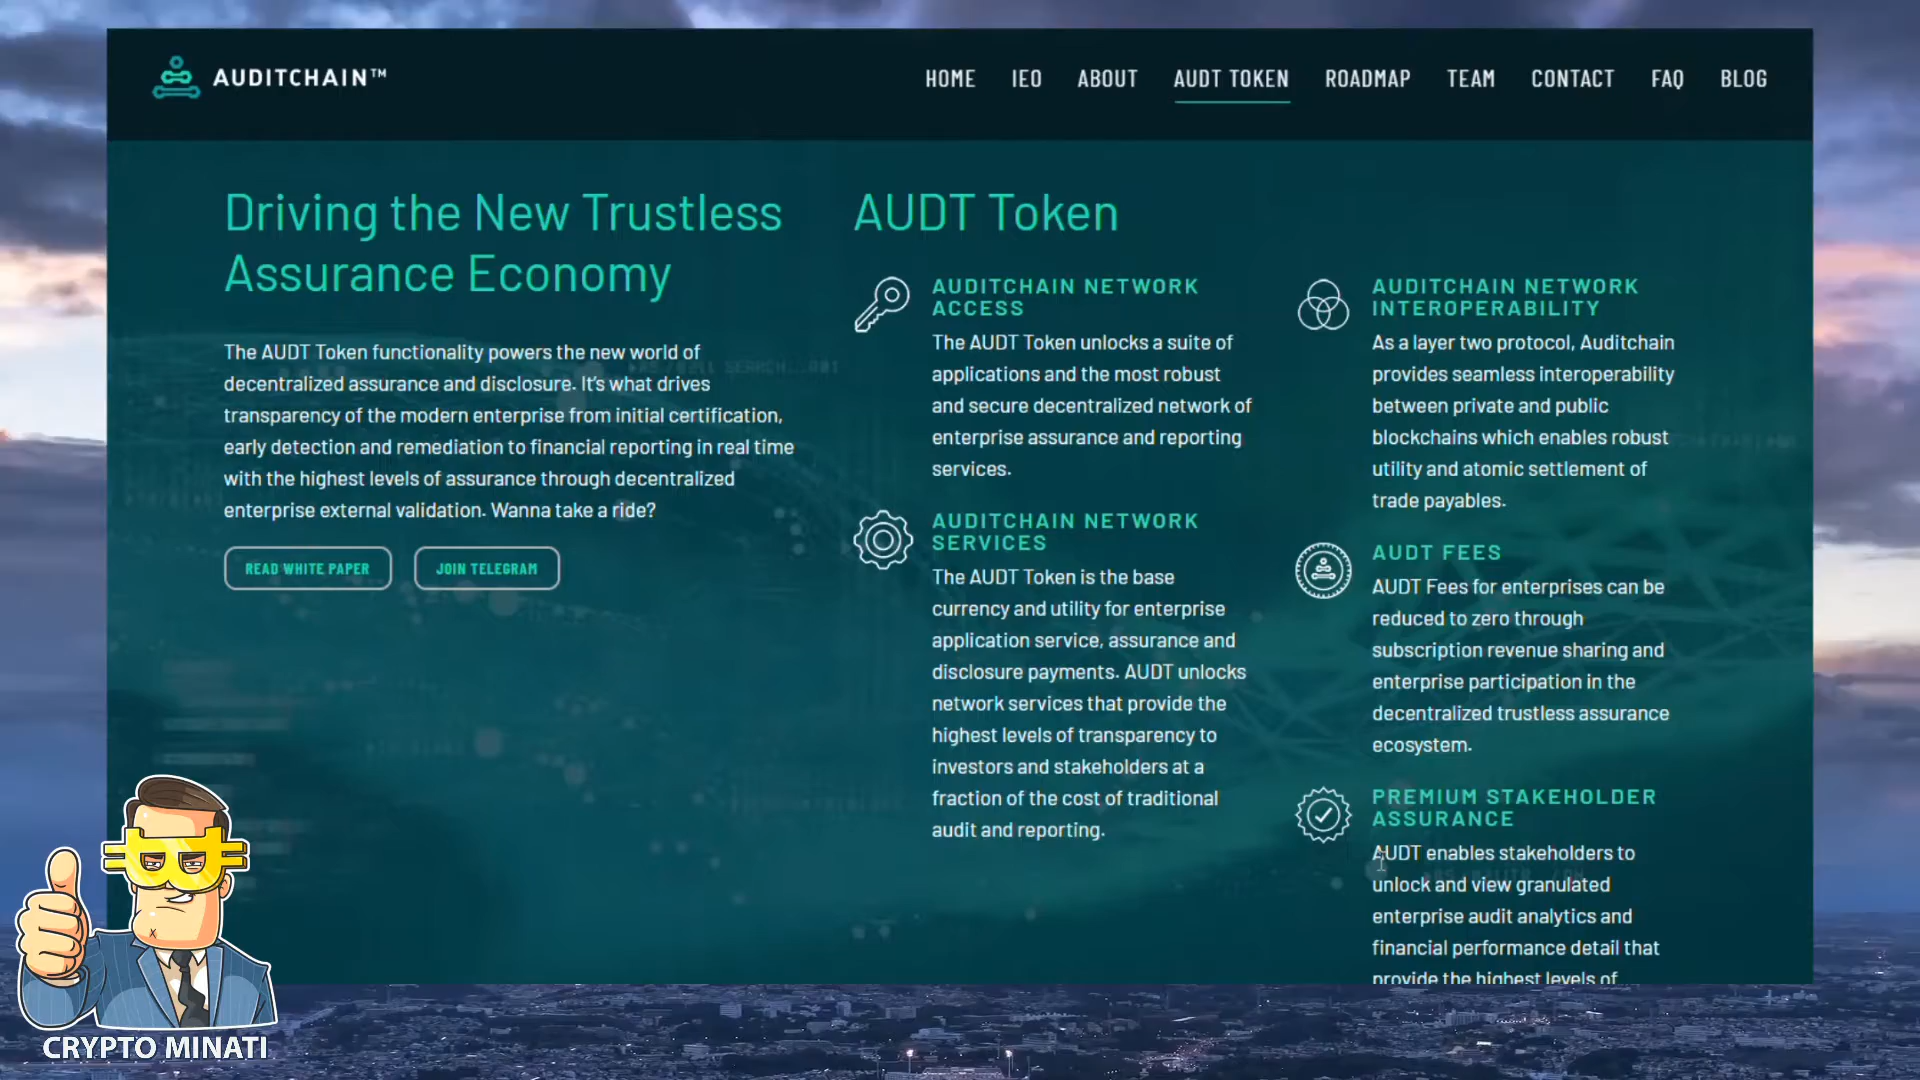 AUDITCHAIN™
HOME IEO ABOUT AUDT TOKEN ROADMAP TEAM CONTACT FAQ BLOG
Driving the New Trustless
Assurance Economy
The AUDT Token functionality powers the new world of
decentralized assurance and disclosure. It's what drives
transparency of the modern enterprise from initial certification,
early detection and remediation to financial reporting in real time
with the highest levels of assurance through decentralized
enterprise external validation. Wanna take a ride?
READ WHITE PAPER
JOIN TELEGRAM
AUDT Token
AUDITCHAIN NETWORK
ACCESS
The AUDT Token unlocks a suite of
applications and the most robust
and secure decentralized network of
enterprise assurance and reporting
services.
AUDITCHAIN NETWORK
SERVICES
The AUDT Token is the base
currency and utility for enterprise
application service, assurance and
disclosure payments. AUDT unlocks
network services that provide the
highest levels of transparency to
investors and stakeholders at a
fraction of the cost of traditional
audit and reporting.
AUDITCHAIN NETWORK
INTEROPERABILITY
As a layer two protocol, Auditchain
provides seamless interoperability
between private and public
blockchains which enables robust
utility and atomic settlement of
trade payables.
AUDT FEES
AUDT Fees for enterprises can be
reduced to zero through
subscription revenue sharing and
enterprise participation in the
decentralized trustless assurance
ecosystem.
PREMIUM STAKEHOLDER
ASSURANCE
AUDT enables stakeholders to
unlock and view granulated
enterprise audit analytics and
financial performance detail that
provide the highest levels of
CRYPTO MINATI